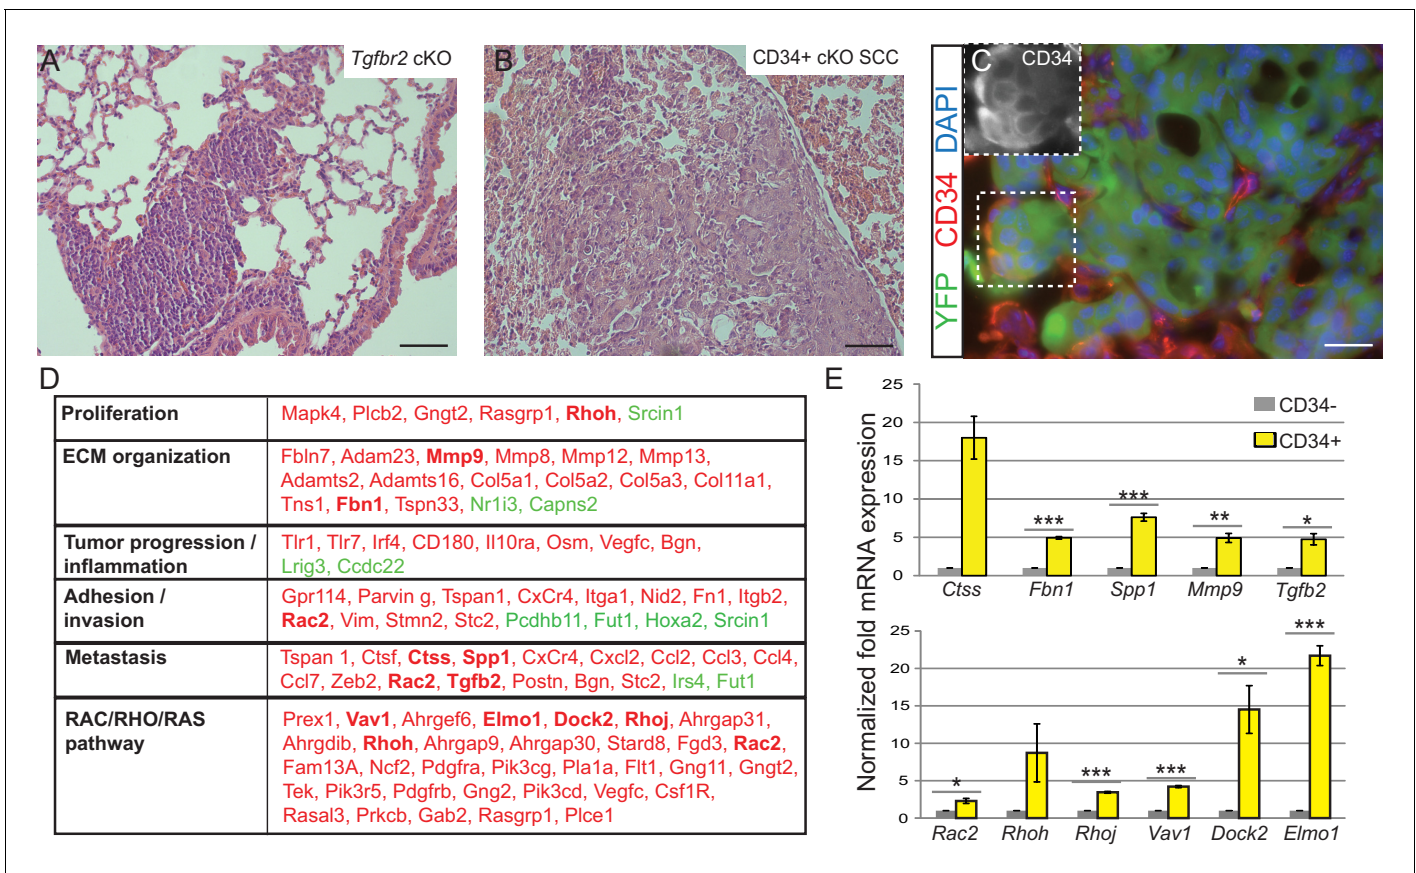 A
Tgfbr2 cKO
B
CD34+ cKO SCC
YFP CD34 DAPI
C
CD34
D
Proliferation
Mapk4, Plcb2, Gngt2, Rasgrp1, Rhoh, Srcin1
ECM organization
Fbln7, Adam23, Mmp9, Mmp8, Mmp12, Mmp13,
Adamts2, Adamts16, Col5a1, Col5a2, Col5a3, Col11a1,
Tns1, Fbn1, Tspn33, Nr1i3, Capns2
Tumor progression /
inflammation
Tlr1, Tlr7, Irf4, CD180, Il10ra, Osm, Vegfc, Bgn,
Lrig3, Ccdc22
Adhesion /
invasion
Gpr114, Parvin g, Tspan1, CxCr4, Itga1, Nid2, Fn1, Itgb2,
Rac2, Vim, Stmn2, Stc2, Pcdhb11, Fut1, Hoxa2, Srcin1
Metastasis
Tspan 1, Ctsf, Ctss, Spp1, CxCr4, Cxcl2, Ccl2, Ccl3, Ccl4,
Ccl7, Zeb2, Rac2, Tgfb2, Postn, Bgn, Stc2, Irs4, Fut1
RAC/RHO/RAS
pathway
Prex1, Vav1, Ahrgef6, Elmo1, Dock2, Rhoj, Ahrgap31,
Ahrgdib, Rhoh, Ahrgap9, Ahrgap30, Stard8, Fgd3, Rac2,
Fam13A, Ncf2, Pdgfra, Pik3cg, Pla1a, Flt1, Gng11, Gngt2,
Tek, Pik3r5, Pdgfrb, Gng2, Pik3cd, Vegfc, Csf1R,
Rasal3, Prkcb, Gab2, Rasgrp1, Plce1
E
Normalized fold mRNA expression
25
20
15
10
5
0
CD34-
CD34+
***
***
**
*
Ctss Fbn1 Spp1 Mmp9 Tgfb2
25
20
15
10
5
0
*
***
***
*
***
Rac2 Rhoh Rhoj Vav1 Dock2 Elmo1